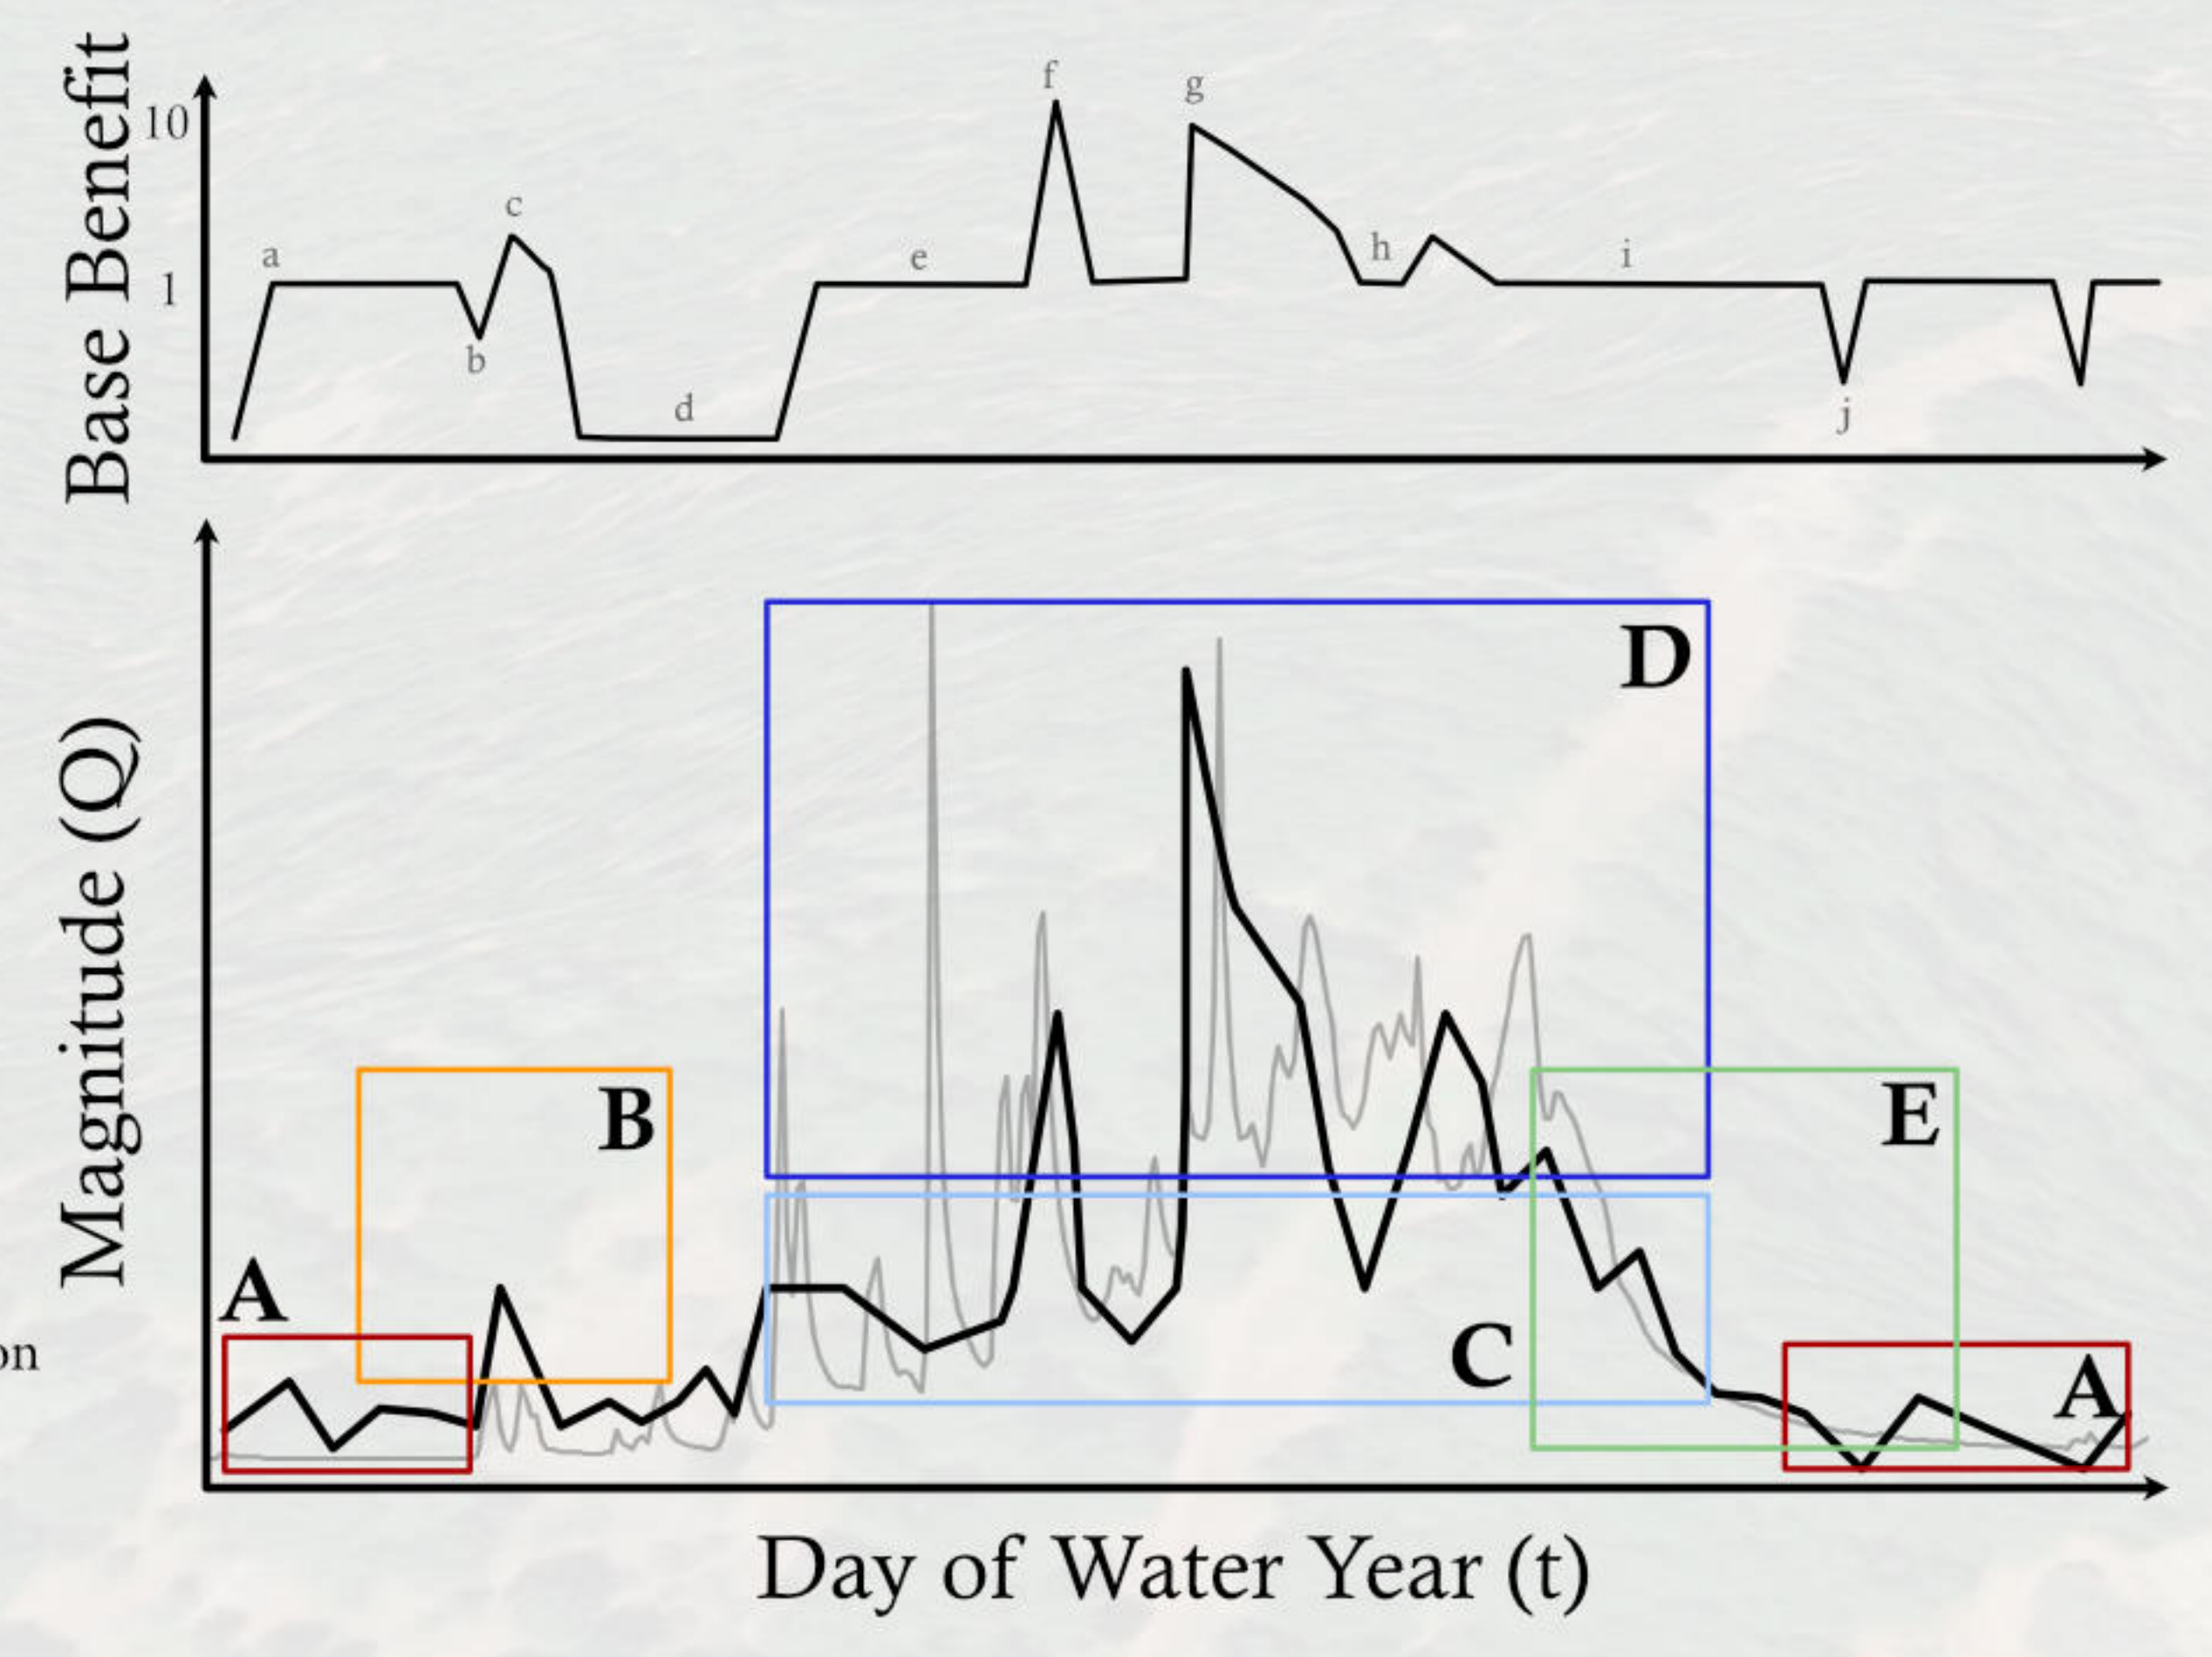 Base Benefit
10
1
a
b
c
d
e
f
g
h
i
j
Magnitude (Q)
A
B
C
D
E
A
on
Day of Water Year (t)